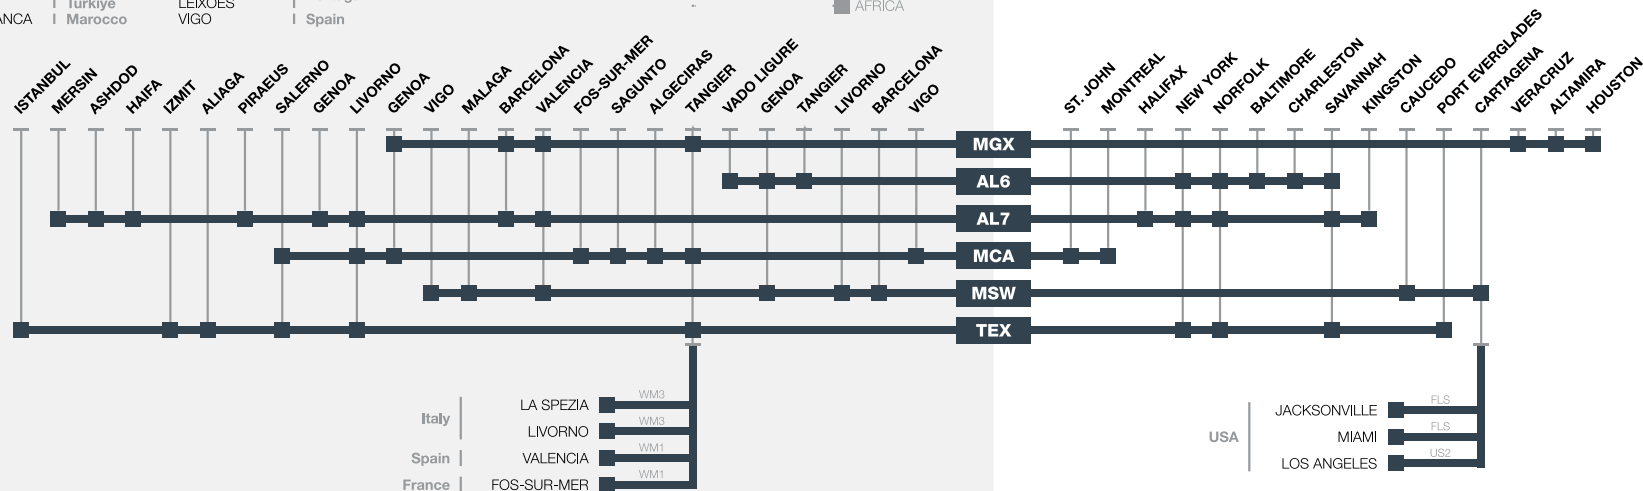 Türkiye
ANCA
Marocco
LEIXOES
VIGO
Spain
AFRICA
ISTANBUL
MERSIN
ASHDOD
HAIFA
IZMIT
ALIAGA
PIRAEUS
SALERNO
GENOA
LIVORNO
GENOA
VIGO
MALAGA
BARCELONA
VALENCIA
FOS-SUR-MER
SAGUNTO
ALGECIRAS
TANGIER
VADO LIGURE
GENOA
TANGIER
LIVORNO
BARCELONA
VIGO
ST. JOHN
MONTREAL
HALIFAX
NEW YORK
NORFOLK
BALTIMORE
CHARLESTON
SAVANNAH
KINGSTON
CAUCEDO
PORT EVERGLADES
CARTAGENA
VERACRUZ
ALTAMIRA
HOUSTON
MGX
AL6
AL7
MCA
MSW
TEX
Italy
LA SPEZIA WM3
LIVORNO WM3
Spain VALENCIA WM1
France FOS-SUR-MER WM1
USA
JACKSONVILLE FLS
MIAMI FLS
LOS ANGELES US2